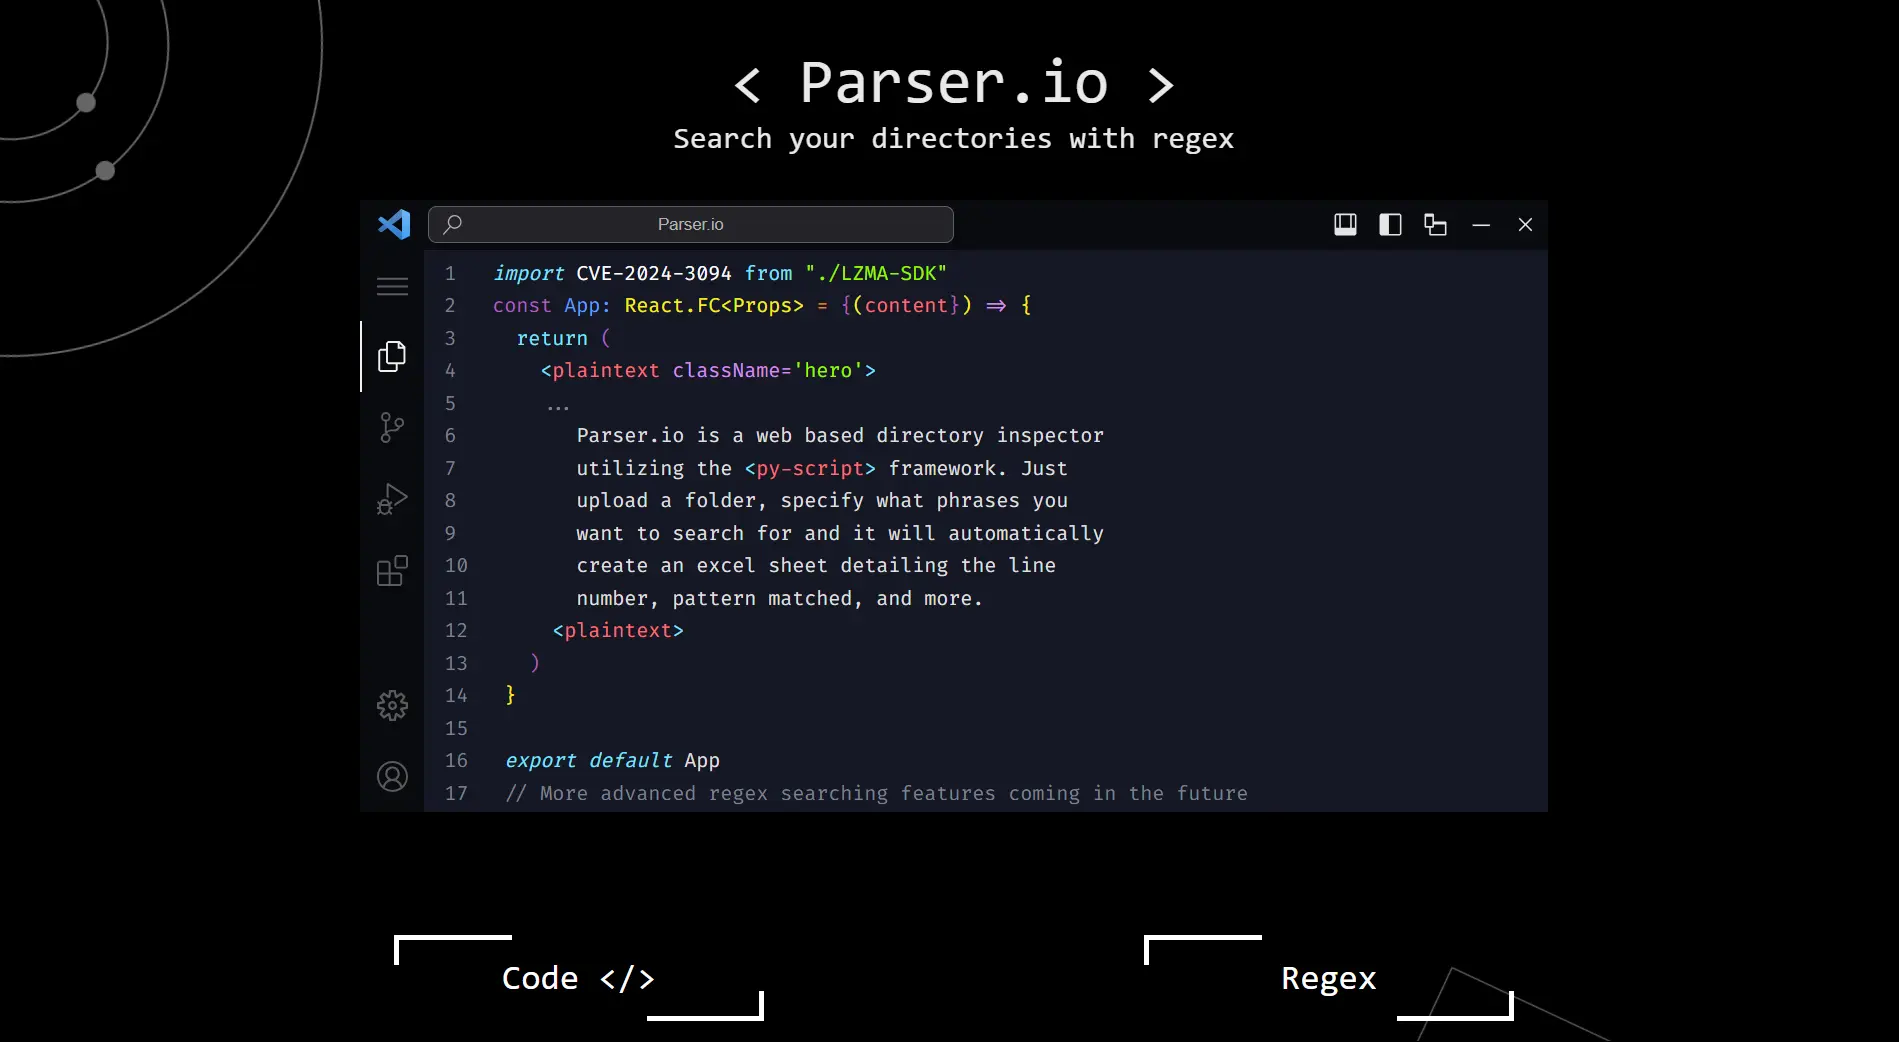 < Parser.io >
Search your directories with regex
Parser.io
1 import CVE-2024-3094 from "./LZMA-SDK"
2 const App: React.FC<Props> = {(content}) => {
3 return (
4 <plaintext className='hero'>
5 ...
6 Parser.io is a web based directory inspector
7 utilizing the <py-script> framework. Just
8 upload a folder, specify what phrases you
9 want to search for and it will automatically
10 create an excel sheet detailing the line
11 number, pattern matched, and more.
12 <plaintext>
13 )
14 }
15
16 export default App
17 // More advanced regex searching features coming in the future
Code </>
Regex